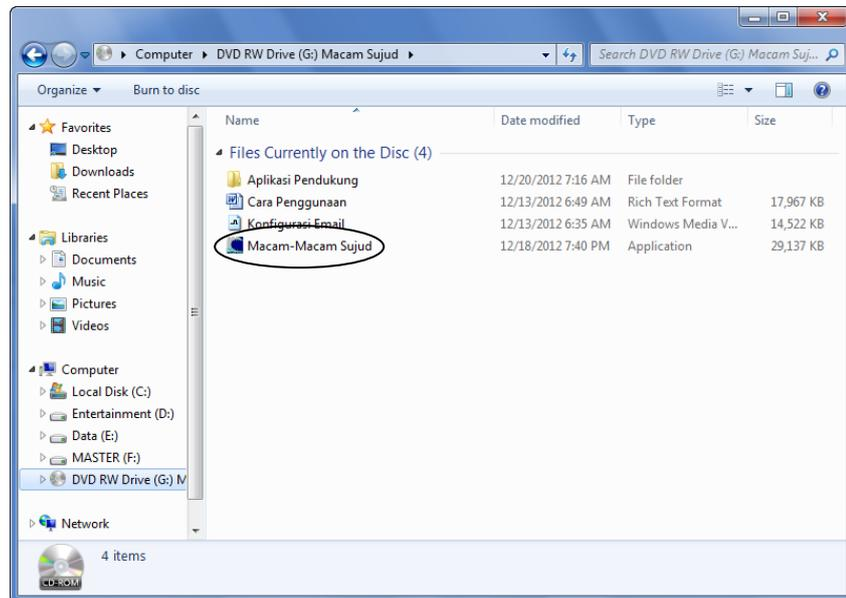 Computer ▸ DVD RW Drive (G:) Macam Sujud ▸ Search DVD RW Drive (G:) Macam Suj...
Organize Burn to disc
Favorites
Desktop
Downloads
Recent Places
Libraries
Documents
Music
Pictures
Videos
Computer
Local Disk (C:)
Entertainment (D:)
Data (E:)
MASTER (F:)
DVD RW Drive (G:) M
Network
Name Date modified Type Size
Files Currently on the Disc (4)
Aplikasi Pendukung 12/20/2012 7:16 AM File folder
Cara Penggunaan 12/13/2012 6:49 AM Rich Text Format 17,967 KB
Konfigurasi Email 12/13/2012 6:35 AM Windows Media V... 14,522 KB
Macam-Macam Sujud 12/18/2012 7:40 PM Application 29,137 KB
4 items
CD-ROM